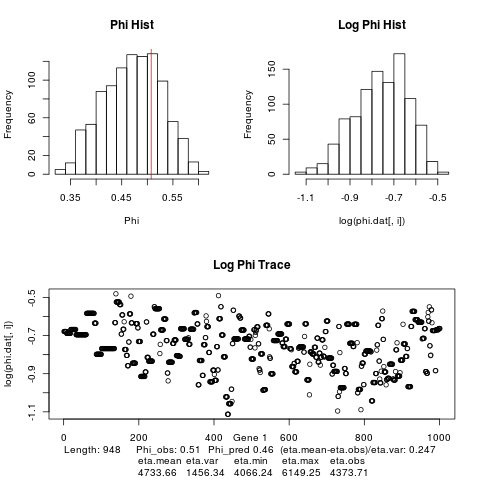 Phi Hist
Log Phi Hist
Frequency
0 50 100
0.35 0.45 0.55
Phi
Frequency
0 50 100 150
-1.1 -0.9 -0.7 -0.5
log(phi.dat[, i])
Log Phi Trace
log(phi.dat[, i])
-0.5 -0.7 -0.9 -1.1
0 200 400 600 800 1000
Gene 1
Length: 948 Phi_obs: 0.51 Phi_pred 0.46 (eta.mean-eta.obs)/eta.var: 0.247
eta.mean eta.var eta.min eta.max eta.obs
4733.66 1456.34 4066.24 6149.25 4373.71